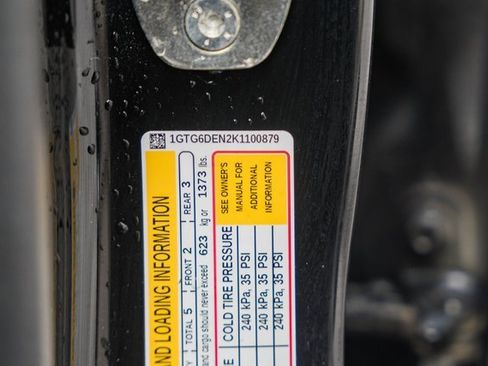 1GTG6DEN2K1100879
AND LOADING INFORMATION
TOTAL 5 FRONT 2 REAR 3
and cargo should never exceed 623 kg or 1373 lbs.
COLD TIRE PRESSURE
240 kPa, 35 PSI
240 kPa, 35 PSI
240 kPa, 35 PSI
SEE OWNER'S
MANUAL FOR
ADDITIONAL
INFORMATION